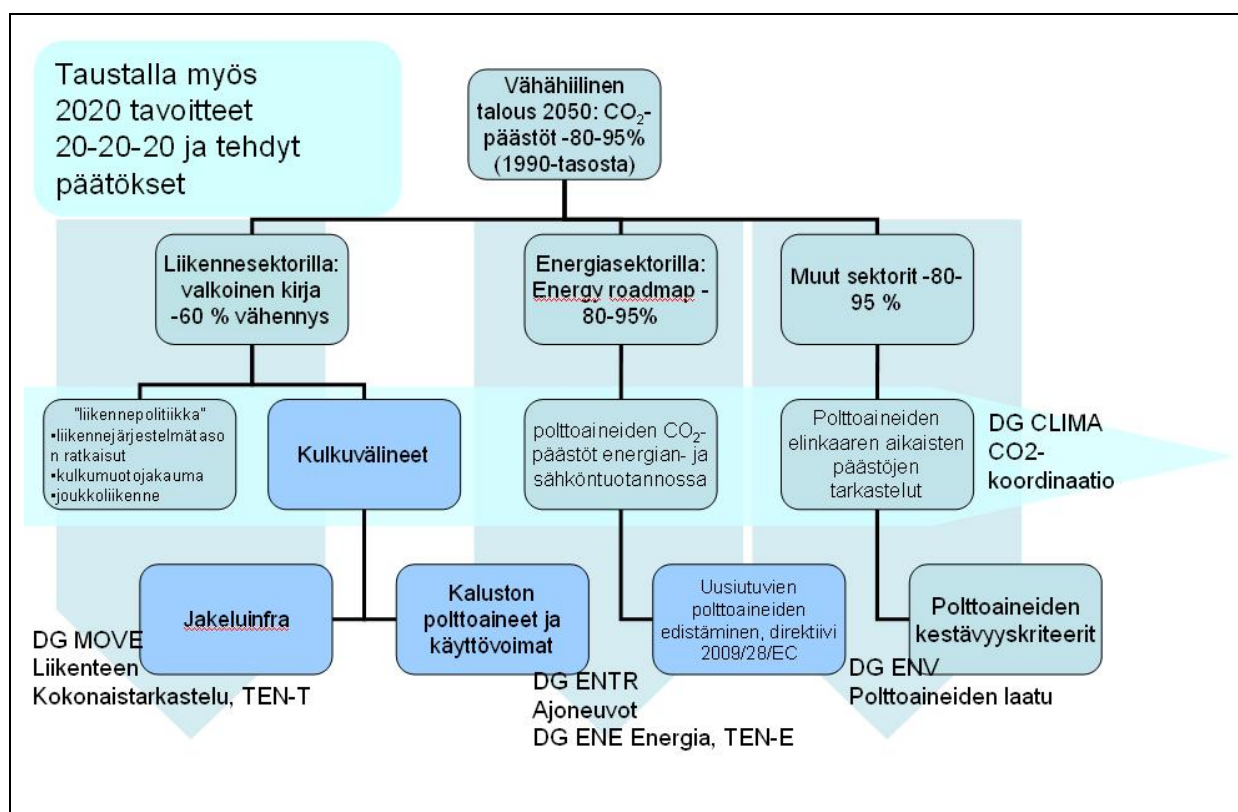 Taustalla myös
2020 tavoitteet
20-20-20 ja tehdyt
päätökset
Vähähiilinen
talous 2050: CO₂-
päästöt -80-95%
(1990-tasosta)
Liikennesektorilla:
valkoinen kirja
-60 % vähennys
Energiasektorilla:
Energy roadmap -
80-95%
Muut sektorit -80-
95 %
"liikennepolitiikka"
▪liikennejärjestelmätaso
n ratkaisut
▪kulkumuotojakauma
▪joukkoliikenne
Kulkuvälineet
polttoaineiden CO₂-
päästöt energian- ja
sähköntuotannossa
Polttoaineiden
elinkaaren aikaisten
päästöjen
tarkastelut
DG CLIMA
CO2-
koordinaatio
Jakeluinfra
Kaluston
polttoaineet ja
käyttövoimat
Uusiutuvien
polttoaineiden
edistäminen, direktiivi
2009/28/EC
Polttoaineiden
kestävyyskriteerit
DG MOVE
Liikenteen
Kokonaistarkastelu, TEN-T
DG ENTR
Ajoneuvot
DG ENE Energia, TEN-E
DG ENV
Polttoaineiden laatu